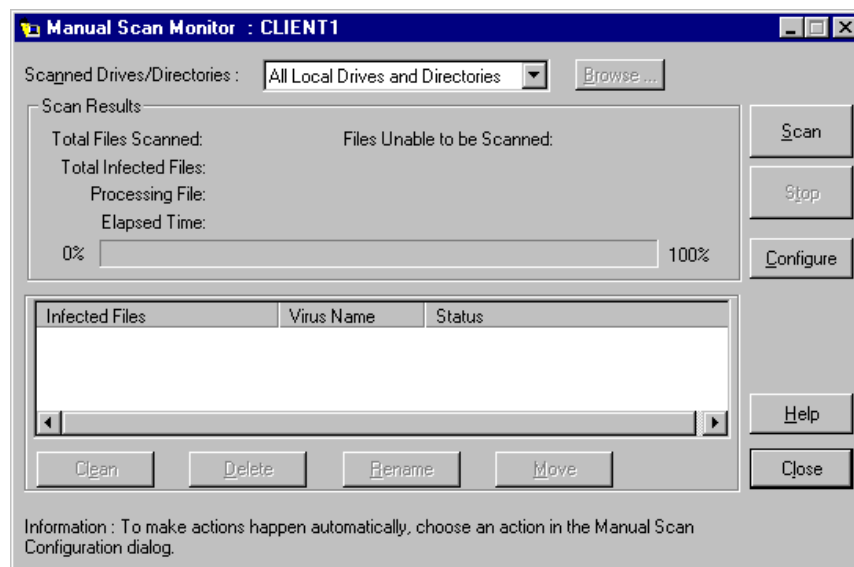 Manual Scan Monitor : CLIENT1
Scanned Drives/Directories : All Local Drives and Directories Browse ...
Scan Results
Total Files Scanned: Files Unable to be Scanned:
Total Infected Files:
Processing File:
Elapsed Time:
0% 100%
Scan
Stop
Configure
Infected Files Virus Name Status
Clean Delete Rename Move
Help
Close
Information : To make actions happen automatically, choose an action in the Manual Scan
Configuration dialog.